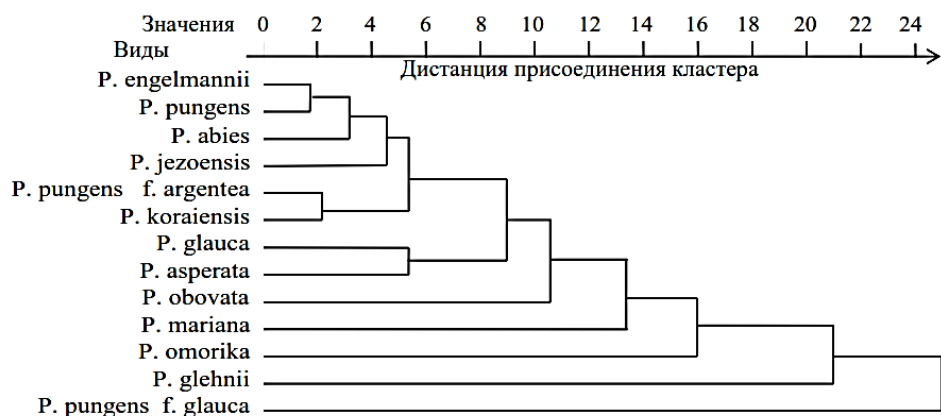 Значения 0 2 4 6 8 10 12 14 16 18 20 22 24
Виды
Дистанция присоединения кластера
P. engelmannii
P. pungens
P. abies
P. jezoensis
P. pungens f. argentea
P. koraiensis
P. glauca
P. asperata
P. obovata
P. mariana
P. omorika
P. glehnii
P. pungens f. glauca